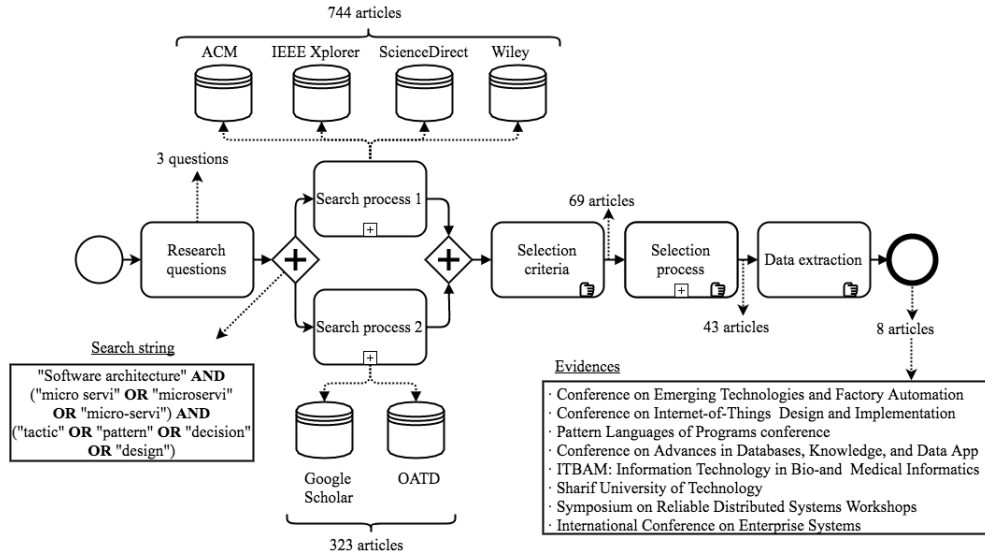 744 articles
ACM
IEEE Xplorer
ScienceDirect
Wiley
3 questions
Search process 1
69 articles
Research
questions
Selection
criteria
Selection
process
Data extraction
Search process 2
43 articles
8 articles
Search string
"Software architecture" AND
("micro servi" OR "microservi"
OR "micro-servi") AND
("tactic" OR "pattern" OR "decision"
OR "design")
Evidences
· Conference on Emerging Technologies and Factory Automation
· Conference on Internet-of-Things Design and Implementation
· Pattern Languages of Programs conference
· Conference on Advances in Databases, Knowledge, and Data App
· ITBAM: Information Technology in Bio-and Medical Informatics
· Sharif University of Technology
· Symposium on Reliable Distributed Systems Workshops
· International Conference on Enterprise Systems
Google
Scholar
OATD
323 articles